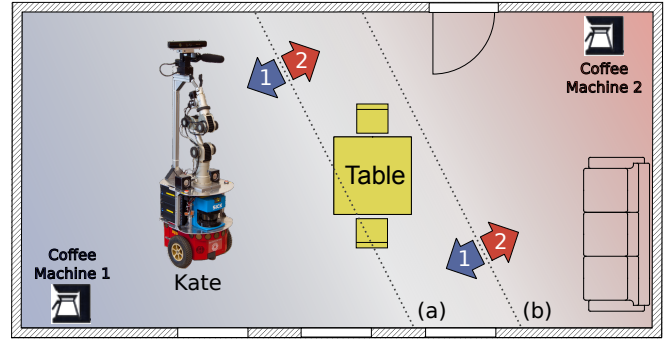 2
1
Coffee
Machine 2
Table
2
1
Coffee
Machine 1
Kate
(a)
(b)